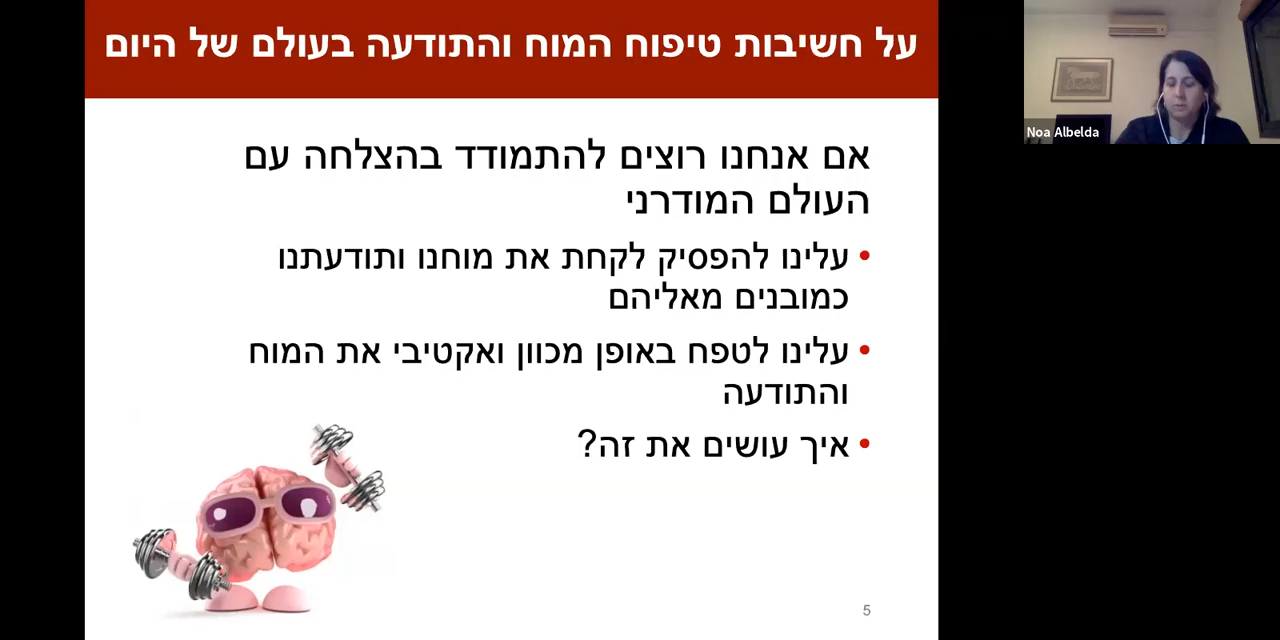 על חשיבות טיפוח המוח והתודעה בעולם של היום
Noa Albelda
אם אנחנו רוצים להתמודד בהצלחה עם
העולם המודרני
• עלינו להפסיק לקחת את מוחנו ותודעתנו
כמובנים מאליהם
• עלינו לטפח באופן מכוון ואקטיבי את המוח
והתודעה
• איך עושים את זה?
5